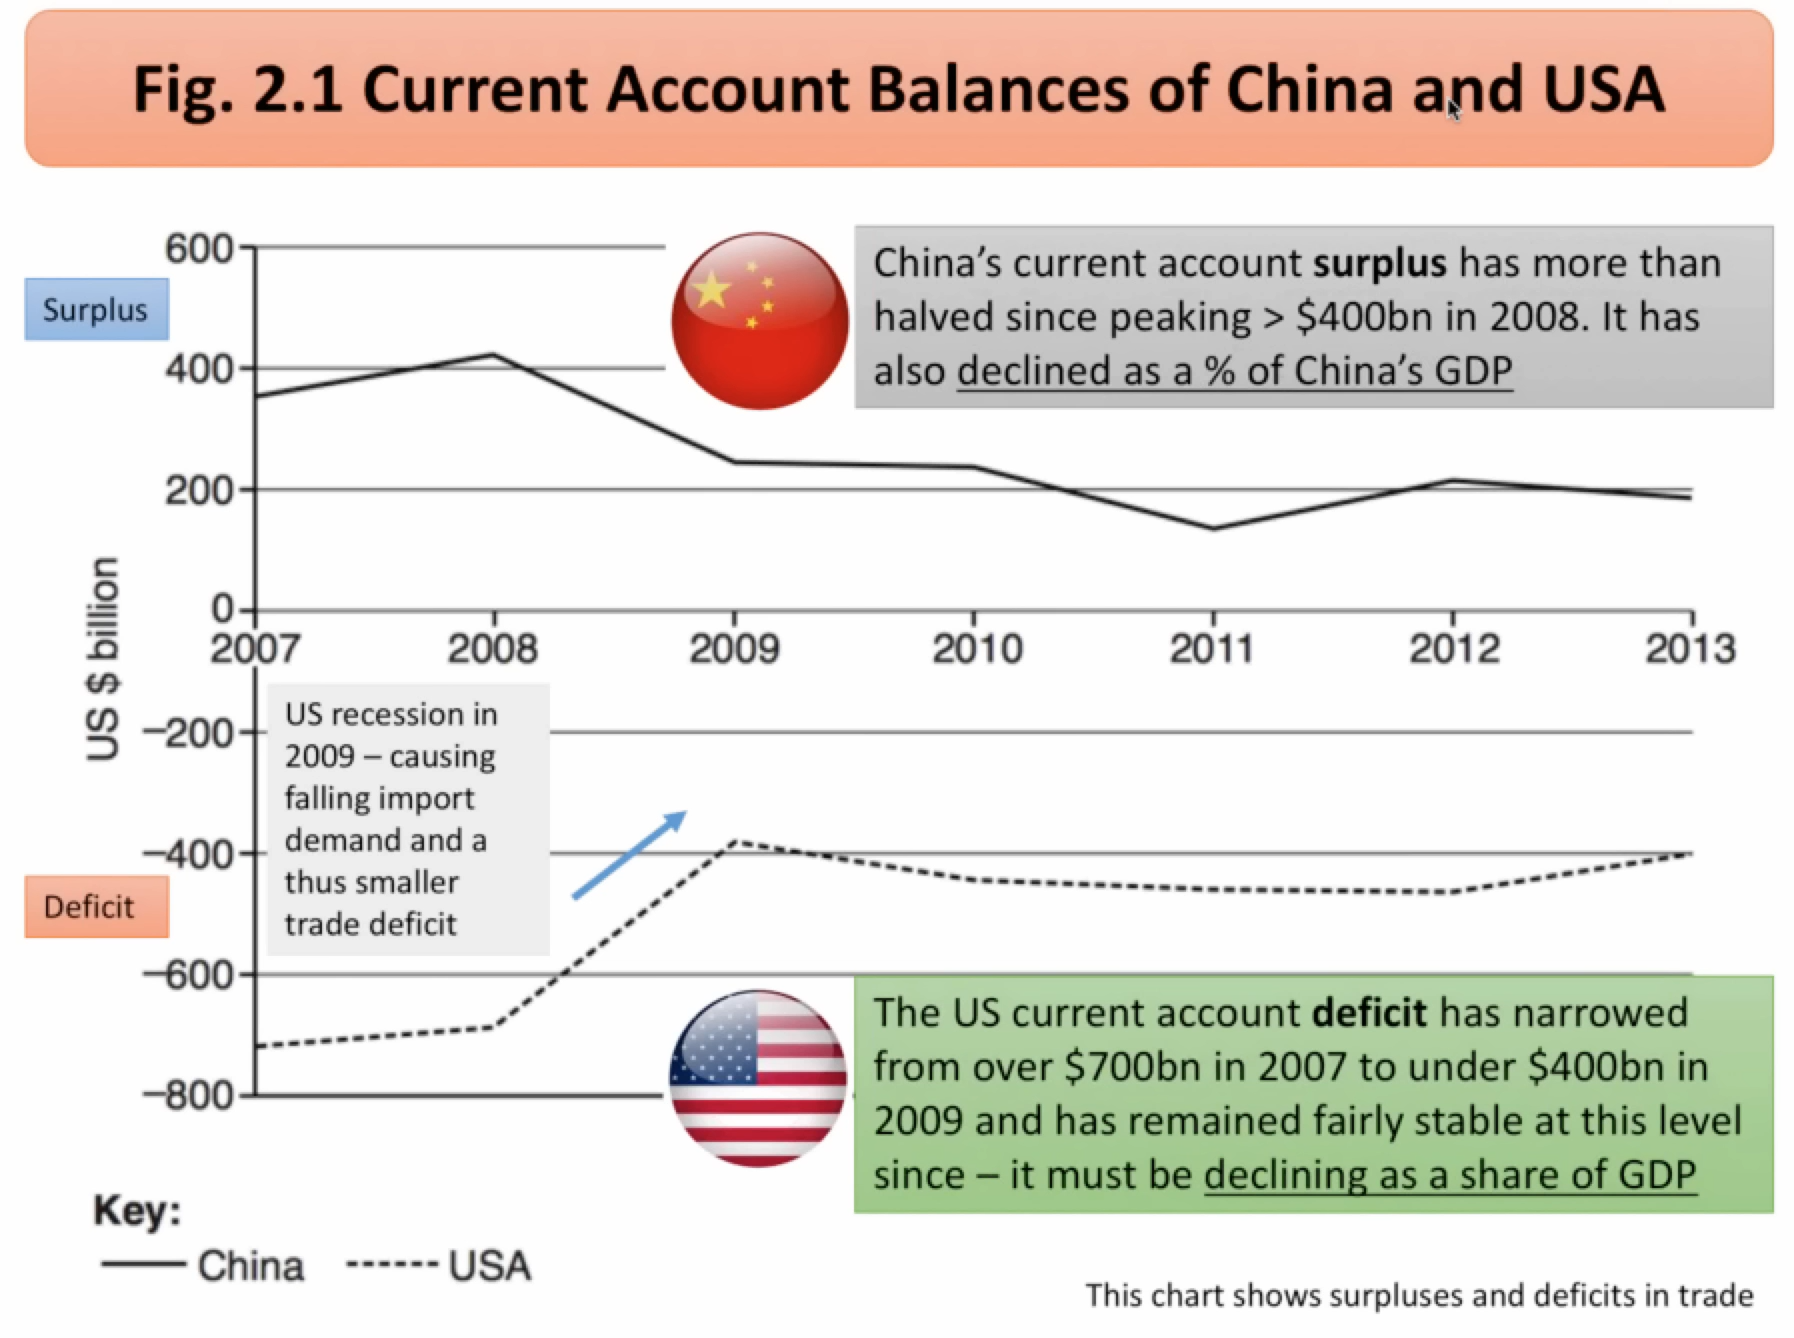 Fig. 2.1 Current Account Balances of China and USA
600
Surplus
400
200
0
US $ billion
2007 2008 2009 2010 2011 2012 2013
−200
−400
Deficit
−600
−800
China’s current account surplus has more than
halved since peaking > $400bn in 2008. It has
also declined as a % of China’s GDP
US recession in
2009 – causing
falling import
demand and a
thus smaller
trade deficit
The US current account deficit has narrowed
from over $700bn in 2007 to under $400bn in
2009 and has remained fairly stable at this level
since – it must be declining as a share of GDP
Key:
China USA
This chart shows surpluses and deficits in trade